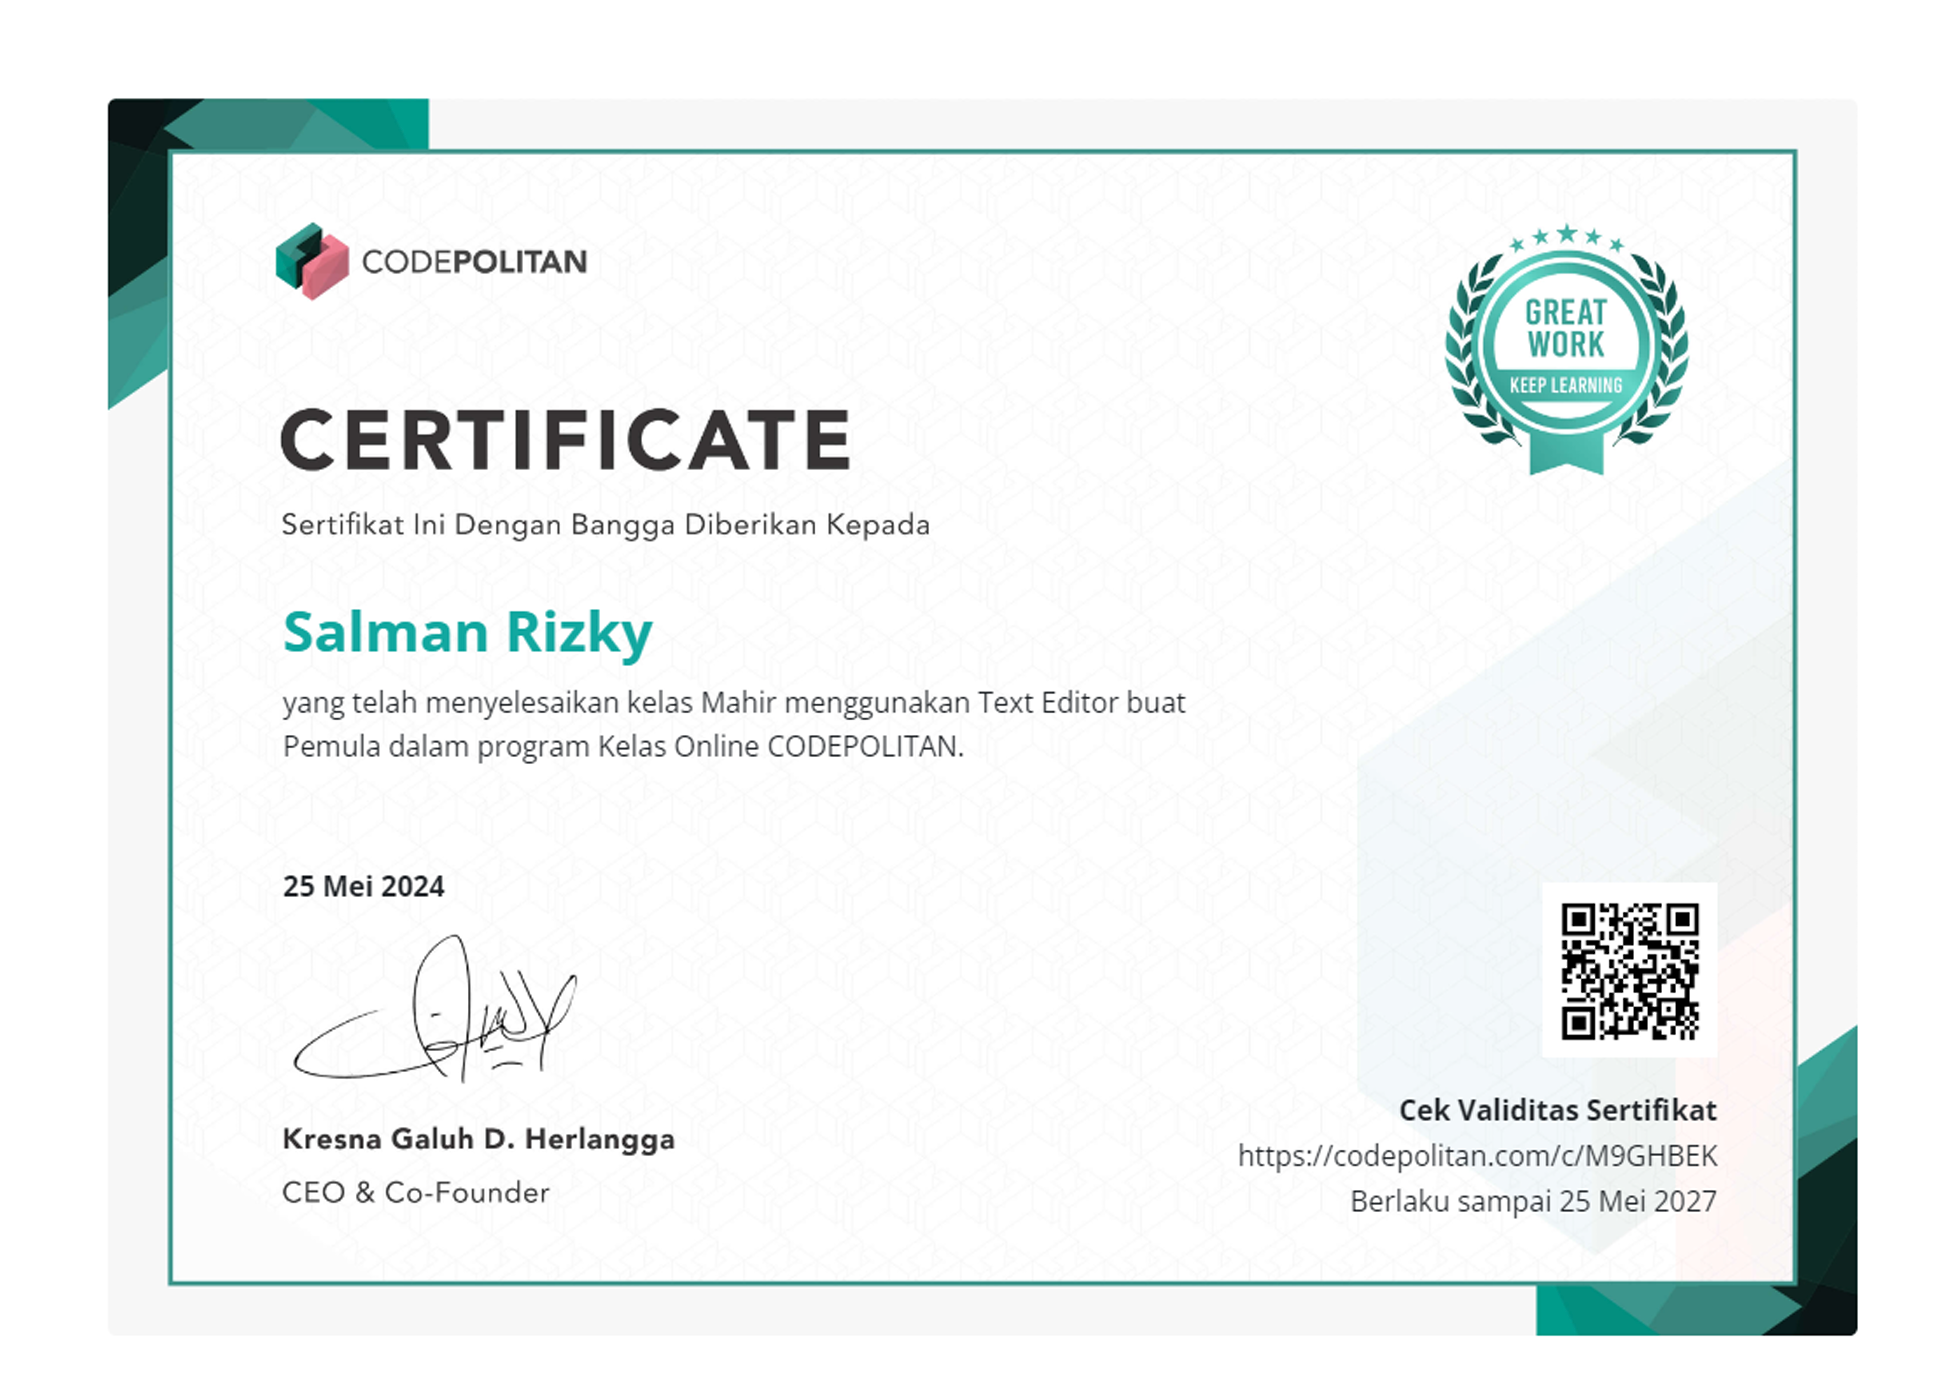 CODEPOLITAN
GREAT
WORK
KEEP LEARNING
CERTIFICATE
Sertifikat Ini Dengan Bangga Diberikan Kepada
Salman Rizky
yang telah menyelesaikan kelas Mahir menggunakan Text Editor buat
Pemula dalam program Kelas Online CODEPOLITAN.
25 Mei 2024
Kresna Galuh D. Herlangga
CEO & Co-Founder
Cek Validitas Sertifikat
https://codepolitan.com/c/M9GHBEK
Berlaku sampai 25 Mei 2027